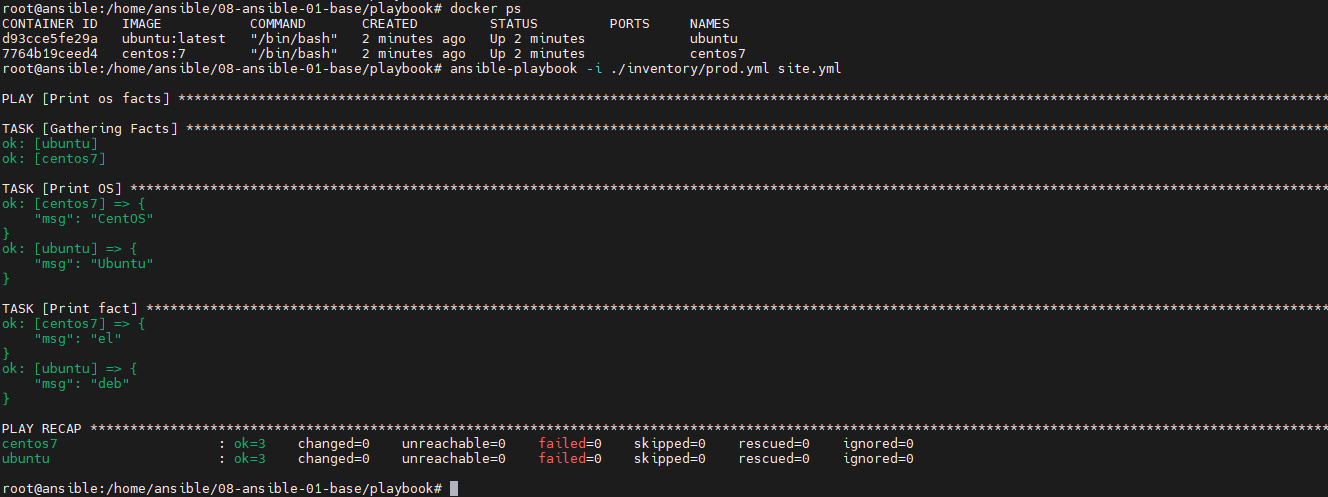 root@ansible:/home/ansible/08-ansible-01-base/playbook# docker ps
CONTAINER ID   IMAGE           COMMAND       CREATED         STATUS         PORTS     NAMES
d93cce5fe29a   ubuntu:latest   "/bin/bash"   2 minutes ago   Up 2 minutes             ubuntu
7764b19ceed4   centos:7        "/bin/bash"   2 minutes ago   Up 2 minutes             centos7
root@ansible:/home/ansible/08-ansible-01-base/playbook# ansible-playbook -i ./inventory/prod.yml site.yml
PLAY [Print os facts] ************************************************************************************************************************************************
TASK [Gathering Facts] ***********************************************************************************************************************************************
ok: [ubuntu]
ok: [centos7]
TASK [Print OS] ******************************************************************************************************************************************************
ok: [centos7] => {
    "msg": "CentOS"
}
ok: [ubuntu] => {
    "msg": "Ubuntu"
}
TASK [Print fact] ****************************************************************************************************************************************************
ok: [centos7] => {
    "msg": "el"
}
ok: [ubuntu] => {
    "msg": "deb"
}
PLAY RECAP ***********************************************************************************************************************************************************
centos7                    : ok=3    changed=0    unreachable=0    failed=0    skipped=0    rescued=0    ignored=0
ubuntu                     : ok=3    changed=0    unreachable=0    failed=0    skipped=0    rescued=0    ignored=0
root@ansible:/home/ansible/08-ansible-01-base/playbook#